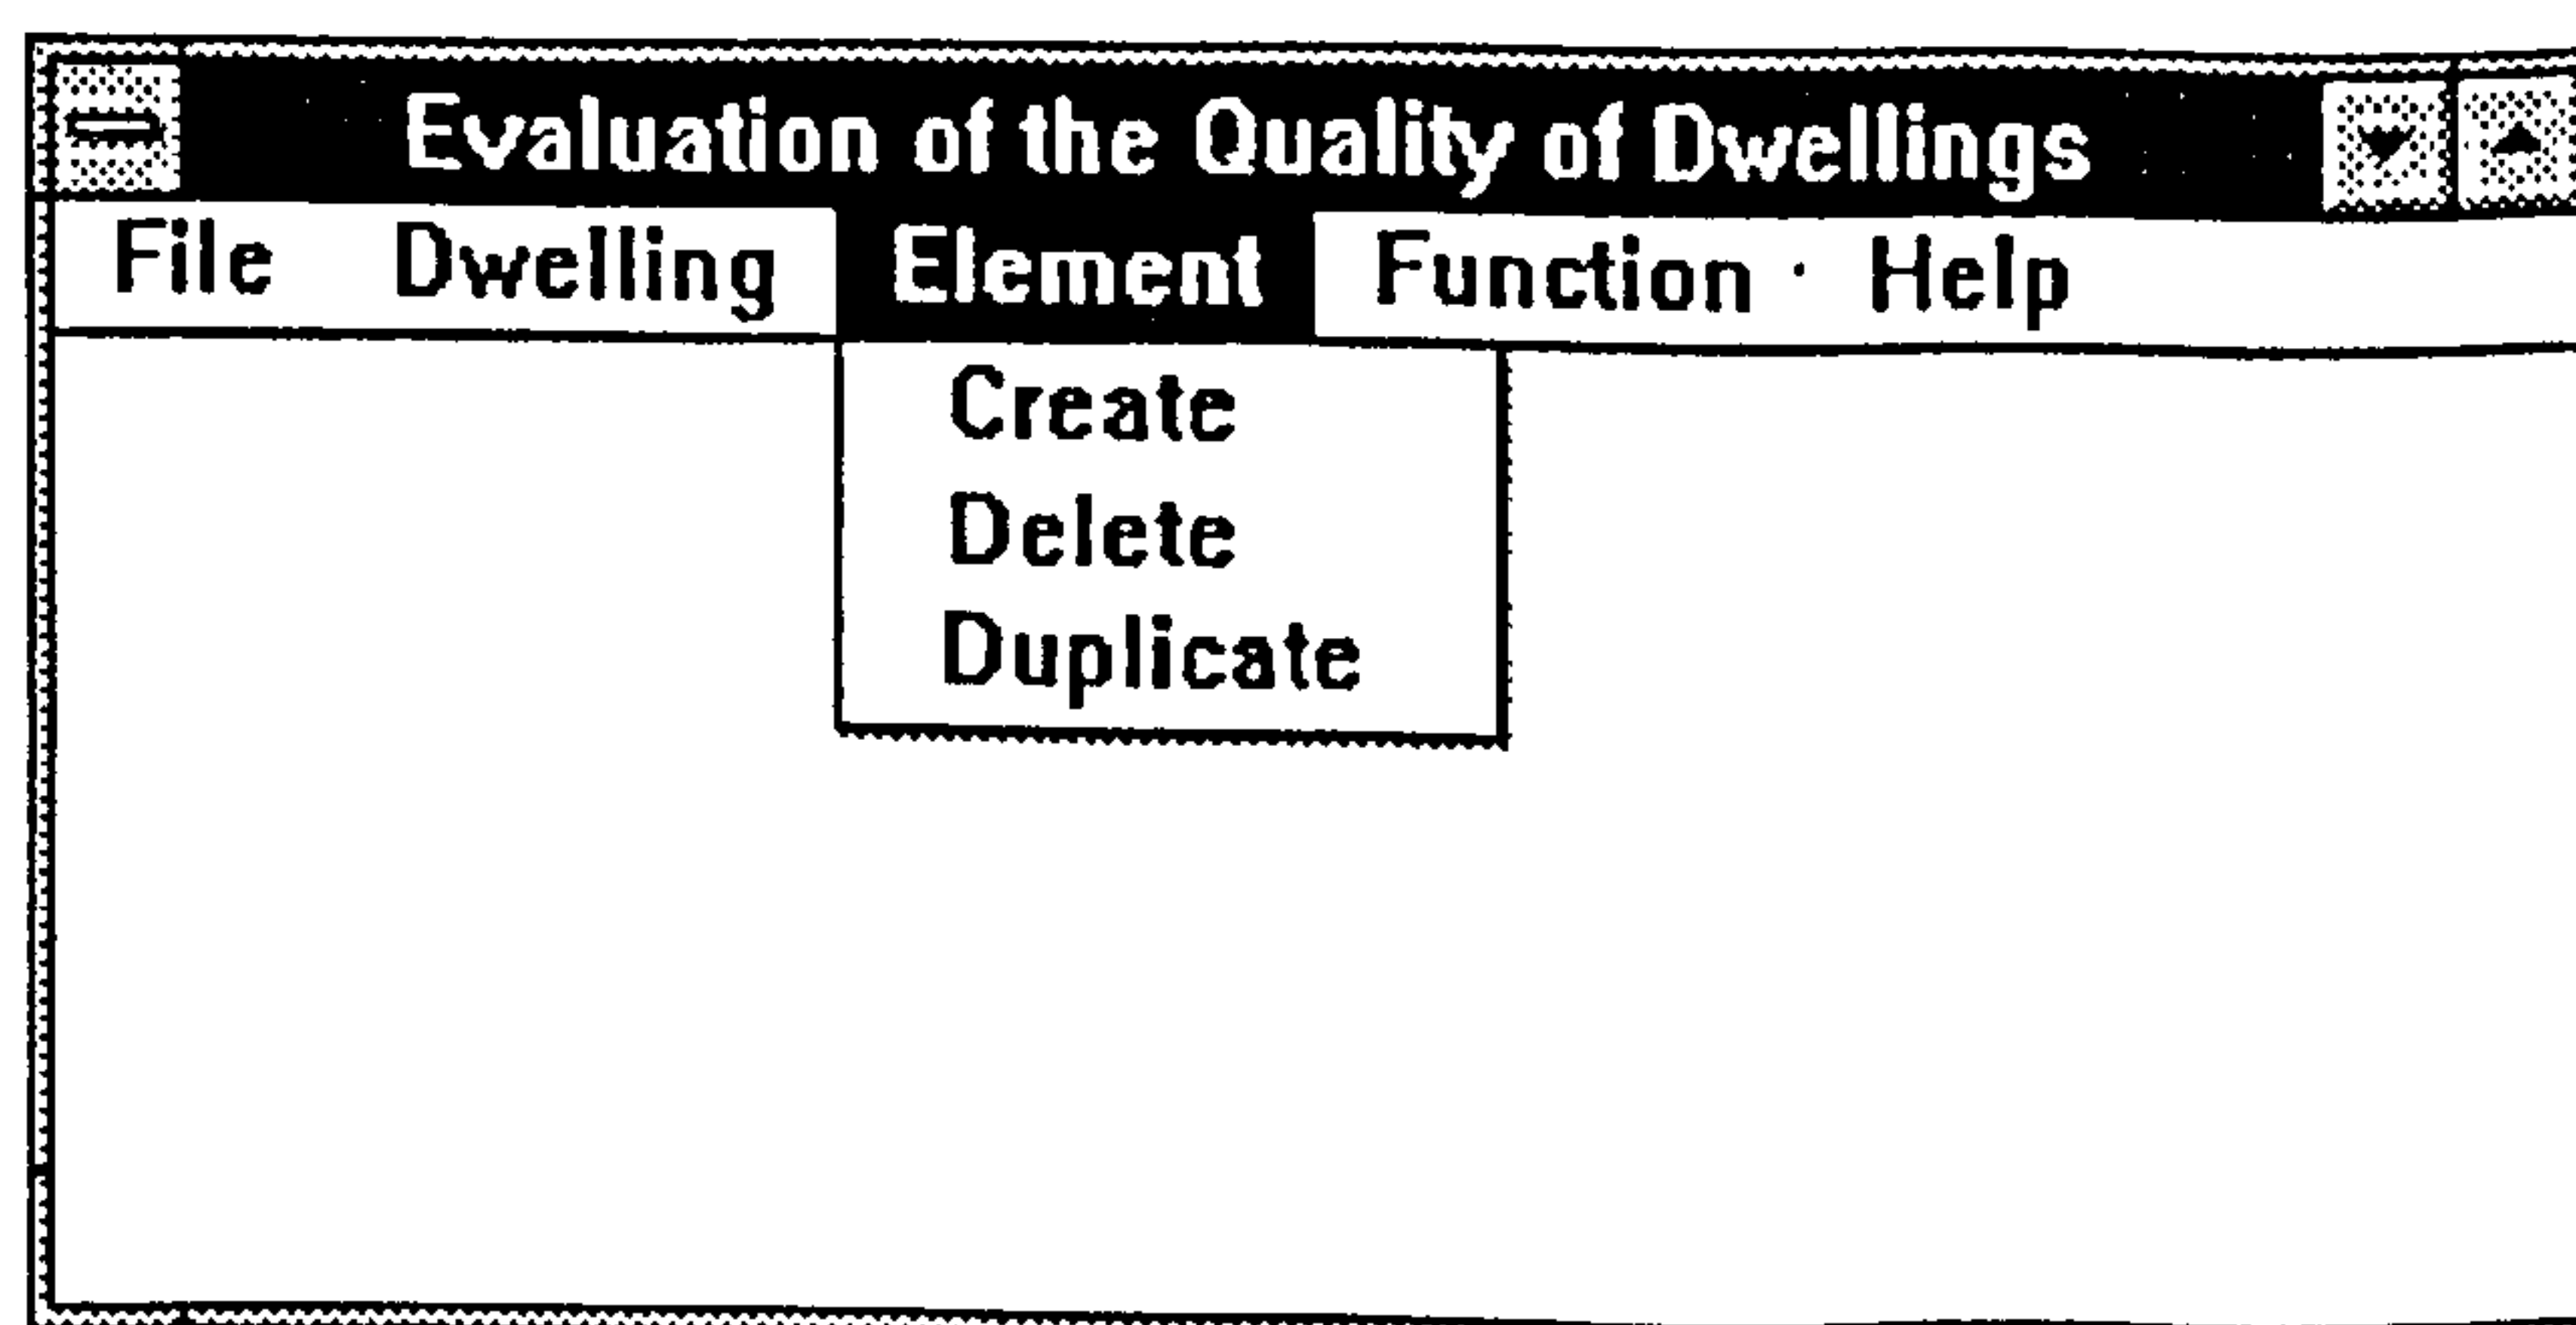 Evaluation of the Quality of Dwellings
File Dwelling Element Function Help
Create
Delete
Duplicate